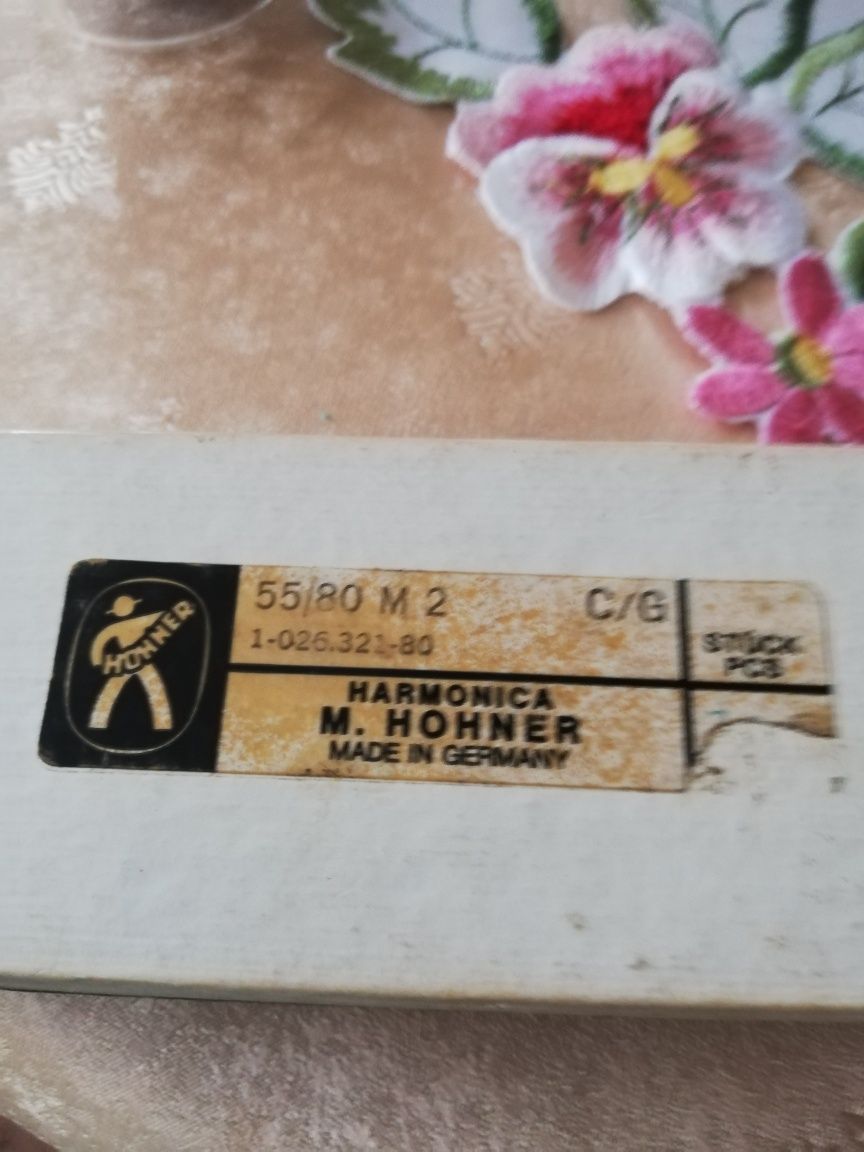 HOHNER
55/80 M 2 C/G
1-026.321-80
STÜCK
PCS
HARMONICA
M. HOHNER
MADE IN GERMANY